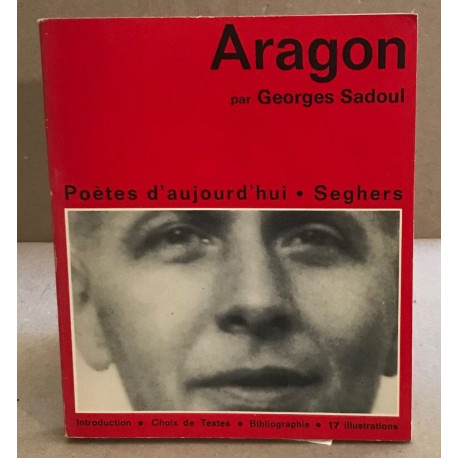 Aragon
par Georges Sadoul
Poètes d'aujourd'hui • Seghers
Introduction • Choix de Textes • Bibliographie • 17 illustrations